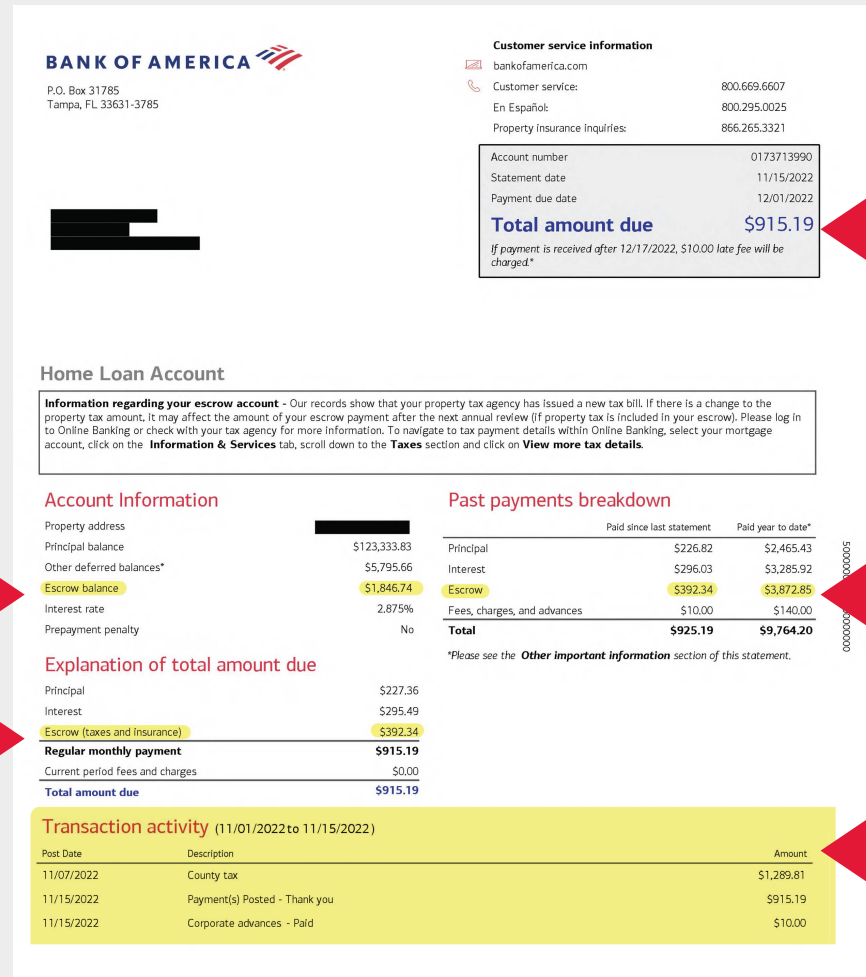 BANK OF AMERICA
P.O. Box 31785
Tampa, FL 33631-3785
Customer service information
bankofamerica.com
Customer service: 800.669.6607
En Español: 800.295.0025
Property insurance inquiries: 866.265.3321
Account number 0173713990
Statement date 11/15/2022
Payment due date 12/01/2022
Total amount due $915.19
If payment is received after 12/17/2022, $10.00 late fee will be
charged.*
Home Loan Account
Information regarding your escrow account - Our records show that your property tax agency has issued a new tax bill. If there is a change to the
property tax amount, it may affect the amount of your escrow payment after the next annual review (if property tax is included in your escrow). Please log in
to Online Banking or check with your tax agency for more information. To navigate to tax payment details within Online Banking, select your mortgage
account, click on the Information & Services tab, scroll down to the Taxes section and click on View more tax details.
Account Information
Property address
Principal balance $123,333.83
Other deferred balances* $5,795.66
Escrow balance $1,846.74
Interest rate 2.875%
Prepayment penalty No
Explanation of total amount due
Principal $227.36
Interest $295.49
Escrow (taxes and insurance) $392.34
Regular monthly payment $915.19
Current period fees and charges $0.00
Total amount due $915.19
Past payments breakdown
Paid since last statement Paid year to date*
Principal $226.82 $2,465.43
Interest $296.03 $3,285.92
Escrow $392.34 $3,872.85
Fees, charges, and advances $10.00 $140.00
Total $925.19 $9,764.20
*Please see the Other important information section of this statement.
Transaction activity (11/01/2022 to 11/15/2022)
Post Date Description Amount
11/07/2022 County tax $1,289.81
11/15/2022 Payment(s) Posted - Thank you $915.19
11/15/2022 Corporate advances - Paid $10.00